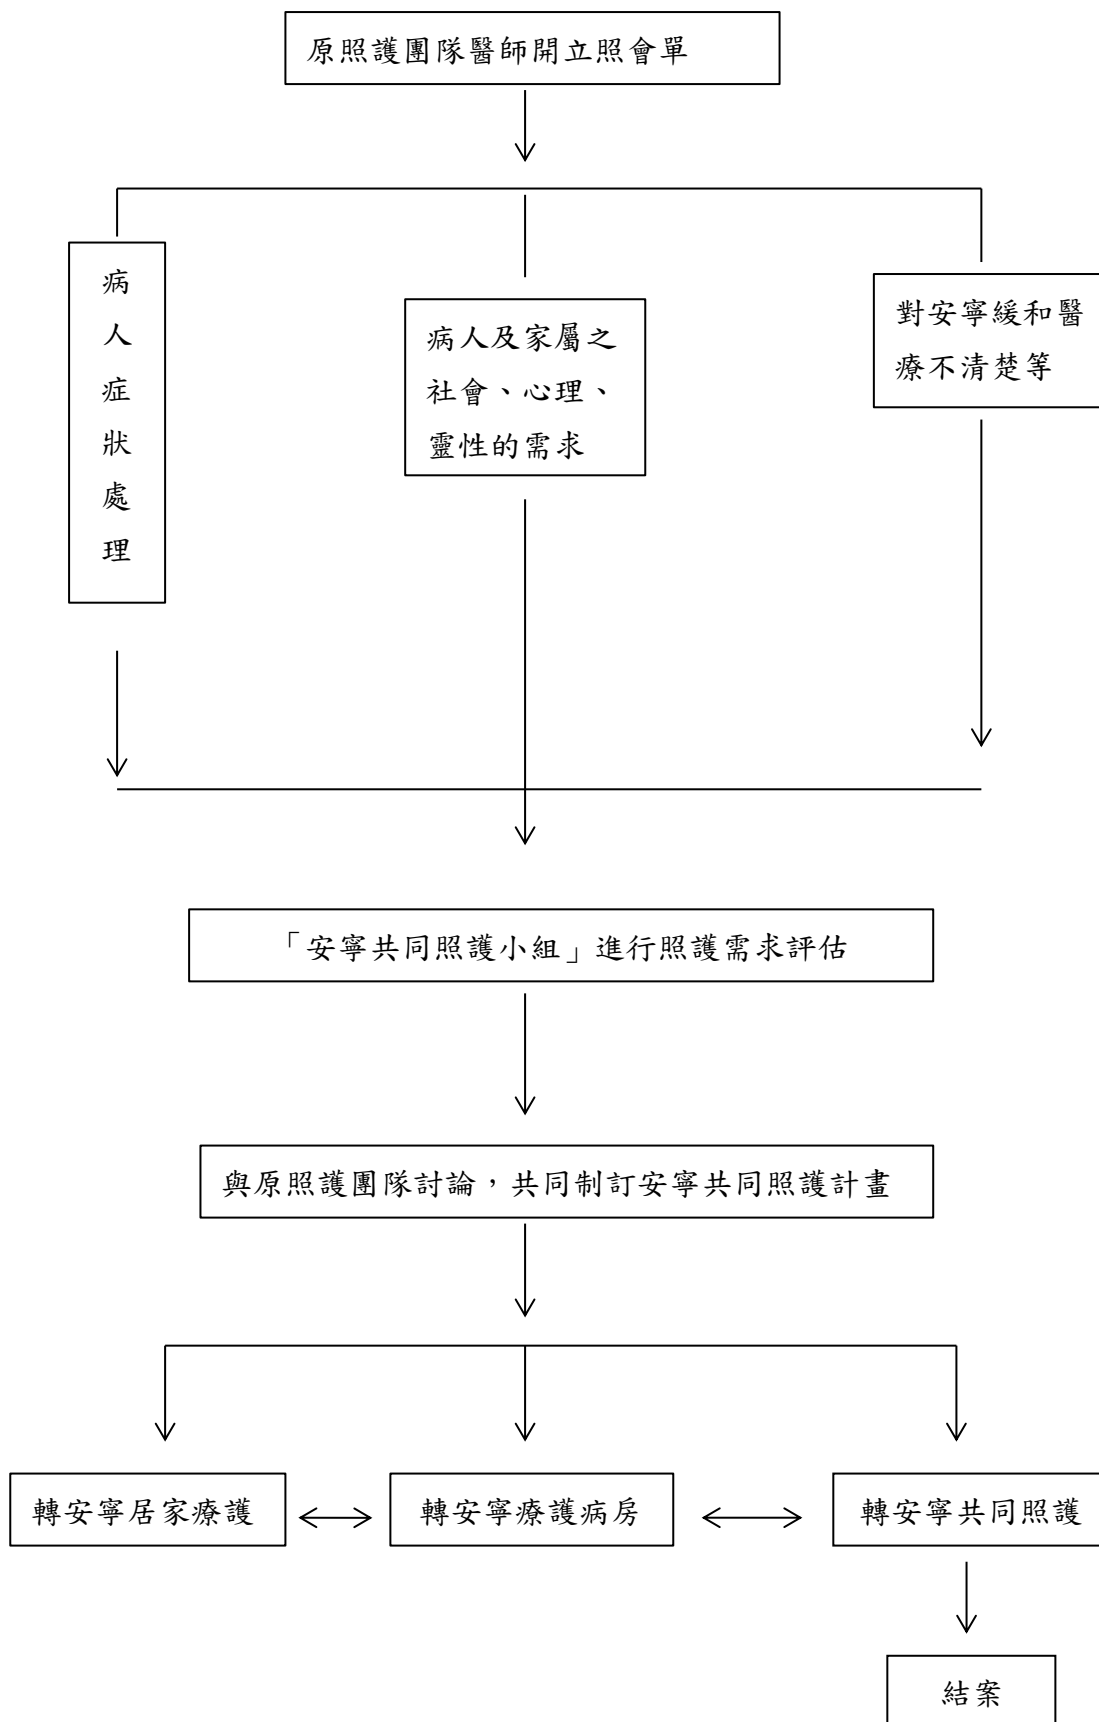 原照護團隊醫師開立照會單
病人症狀處理
病人及家屬之
社會、心理、
靈性的需求
對安寧緩和醫
療不清楚等
「安寧共同照護小組」進行照護需求評估
與原照護團隊討論，共同制訂安寧共同照護計畫
轉安寧居家療護
轉安寧療護病房
轉安寧共同照護
結案